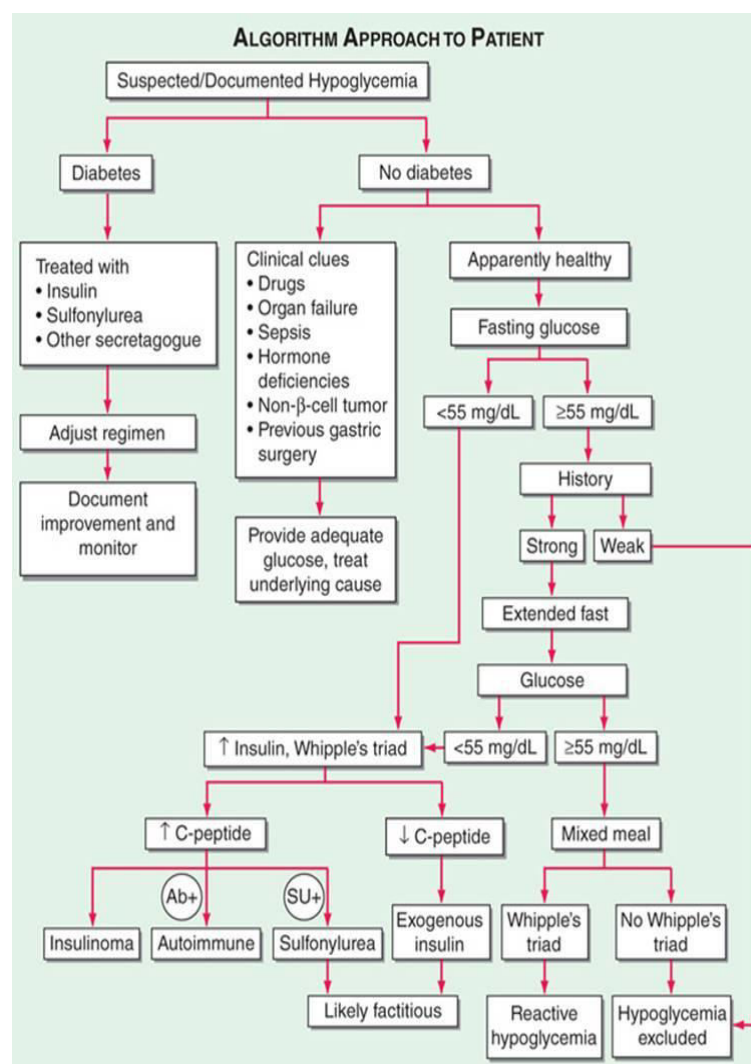 ALGORITHM APPROACH TO PATIENT
Suspected/Documented Hypoglycemia
Diabetes
No diabetes
Treated with
• Insulin
• Sulfonylurea
• Other secretagogue
Adjust regimen
Document
improvement and
monitor
Clinical clues
• Drugs
• Organ failure
• Sepsis
• Hormone
deficiencies
• Non-β-cell tumor
• Previous gastric
surgery
Provide adequate
glucose, treat
underlying cause
Apparently healthy
Fasting glucose
<55 mg/dL
≥55 mg/dL
History
Strong
Weak
Extended fast
Glucose
<55 mg/dL
≥55 mg/dL
↑ Insulin, Whipple's triad
↑ C-peptide
↓ C-peptide
Ab+
SU+
Insulinoma
Autoimmune
Sulfonylurea
Exogenous
insulin
Likely factitious
Mixed meal
Whipple's
triad
No Whipple's
triad
Reactive
hypoglycemia
Hypoglycemia
excluded